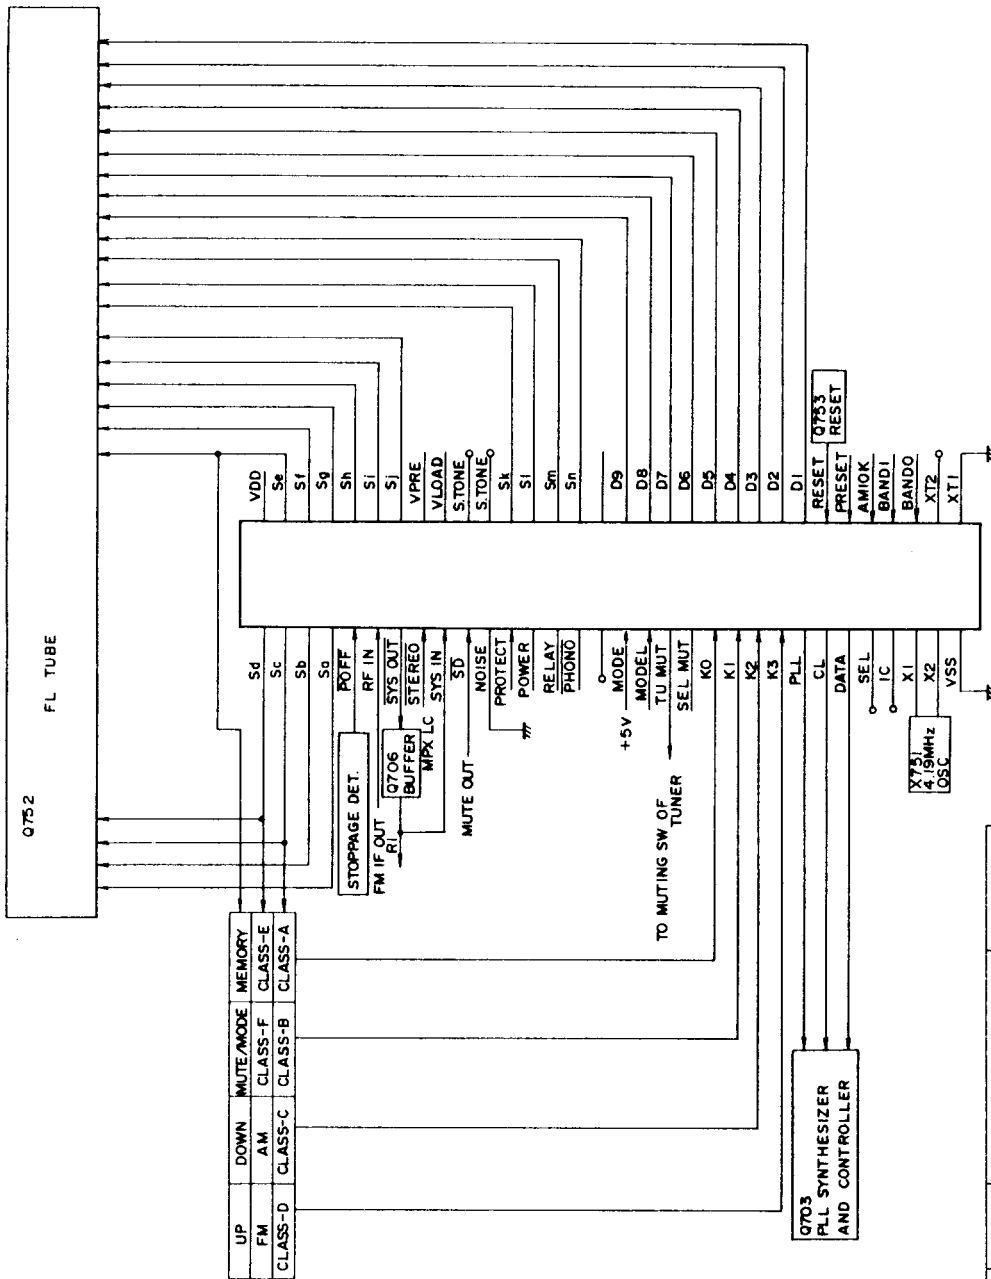 Q752
FL TUBE
UP
DOWN
MUTE/MODE
MEMORY
FM
AM
CLASS-F
CLASS-E
CLASS-D
CLASS-C
CLASS-B
CLASS-A
Sd
Sc
Sb
Sa
POFF
RF IN
SYS OUT
STEREO
SYS IN
SD
NOISE
PROTECT
POWER
RELAY
PHONO
MODE
MODEL
TU MUT
SEL MUT
K0
K1
K2
K3
PLL
CL
DATA
SEL
IC
X1
X2
VSS
VDD
Se
Sf
Sg
Sh
Si
Sj
VPRE
VLOAD
S.TONE
S.TONE
Sk
Sl
Sm
Sn
D9
D8
D7
D6
D5
D4
D3
D2
D1
RESET
PRESET
AM10K
BAND1
BAND0
XT2
XT1
STOPPAGE DET.
FM IF OUT
Q706
BUFFER
RI
MPX LC
MUTE OUT
+5V
TO MUTING SW OF
TUNER
Q753
RESET
X751
4.19MHz
OSC
Q703
PLL SYNTHESIZER
AND CONTROLLER